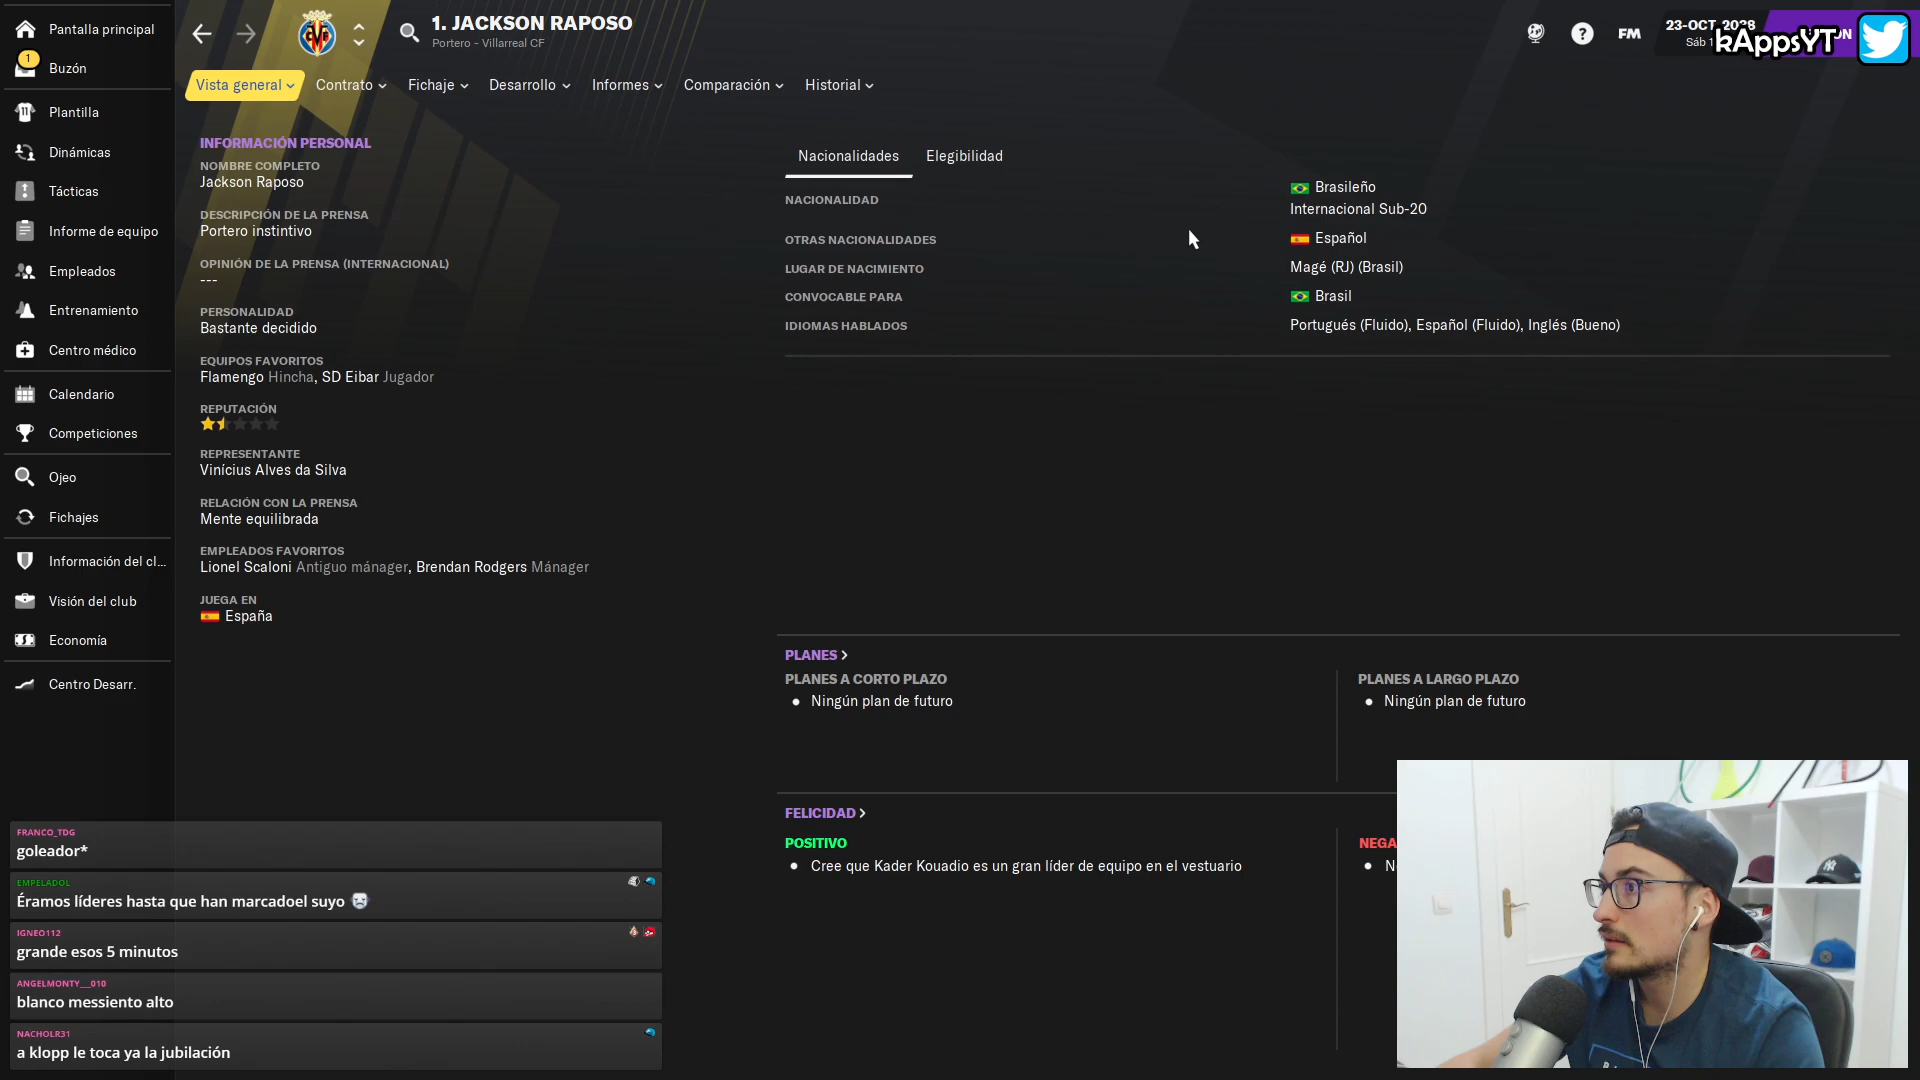 Pantalla principal
1
Buzón
Plantilla
Dinámicas
Tácticas
Informe de equipo
Empleados
Entrenamiento
Centro médico
Calendario
Competiciones
Ojeo
Fichajes
Información del cl...
Visión del club
Economía
Centro Desarr.
1. JACKSON RAPOSO
Portero - Villarreal CF
FM
23-OCT 2028
Sáb
kAppsYT
Vista general
Contrato
Fichaje
Desarrollo
Informes
Comparación
Historial
INFORMACIÓN PERSONAL
NOMBRE COMPLETO
Jackson Raposo
DESCRIPCIÓN DE LA PRENSA
Portero instintivo
OPINIÓN DE LA PRENSA (INTERNACIONAL)
---
PERSONALIDAD
Bastante decidido
EQUIPOS FAVORITOS
Flamengo Hincha, SD Eibar Jugador
REPUTACIÓN
REPRESENTANTE
Vinícius Alves da Silva
RELACIÓN CON LA PRENSA
Mente equilibrada
EMPLEADOS FAVORITOS
Lionel Scaloni Antiguo mánager, Brendan Rodgers Mánager
JUEGA EN
España
Nacionalidades
Elegibilidad
NACIONALIDAD
Brasileño
Internacional Sub-20
OTRAS NACIONALIDADES
Español
LUGAR DE NACIMIENTO
Magé (RJ) (Brasil)
CONVOCABLE PARA
Brasil
IDIOMAS HABLADOS
Portugués (Fluido), Español (Fluido), Inglés (Bueno)
PLANES >
PLANES A CORTO PLAZO
• Ningún plan de futuro
PLANES A LARGO PLAZO
• Ningún plan de futuro
FELICIDAD >
POSITIVO
• Cree que Kader Kouadio es un gran líder de equipo en el vestuario
NEGA
• N
FRANCO_TDG
goleador*
EMPELADOL
Éramos líderes hasta que han marcadoel suyo
IGNEO112
grande esos 5 minutos
ANGELMONTY__010
blanco messiento alto
NACHOLR31
a klopp le toca ya la jubilación